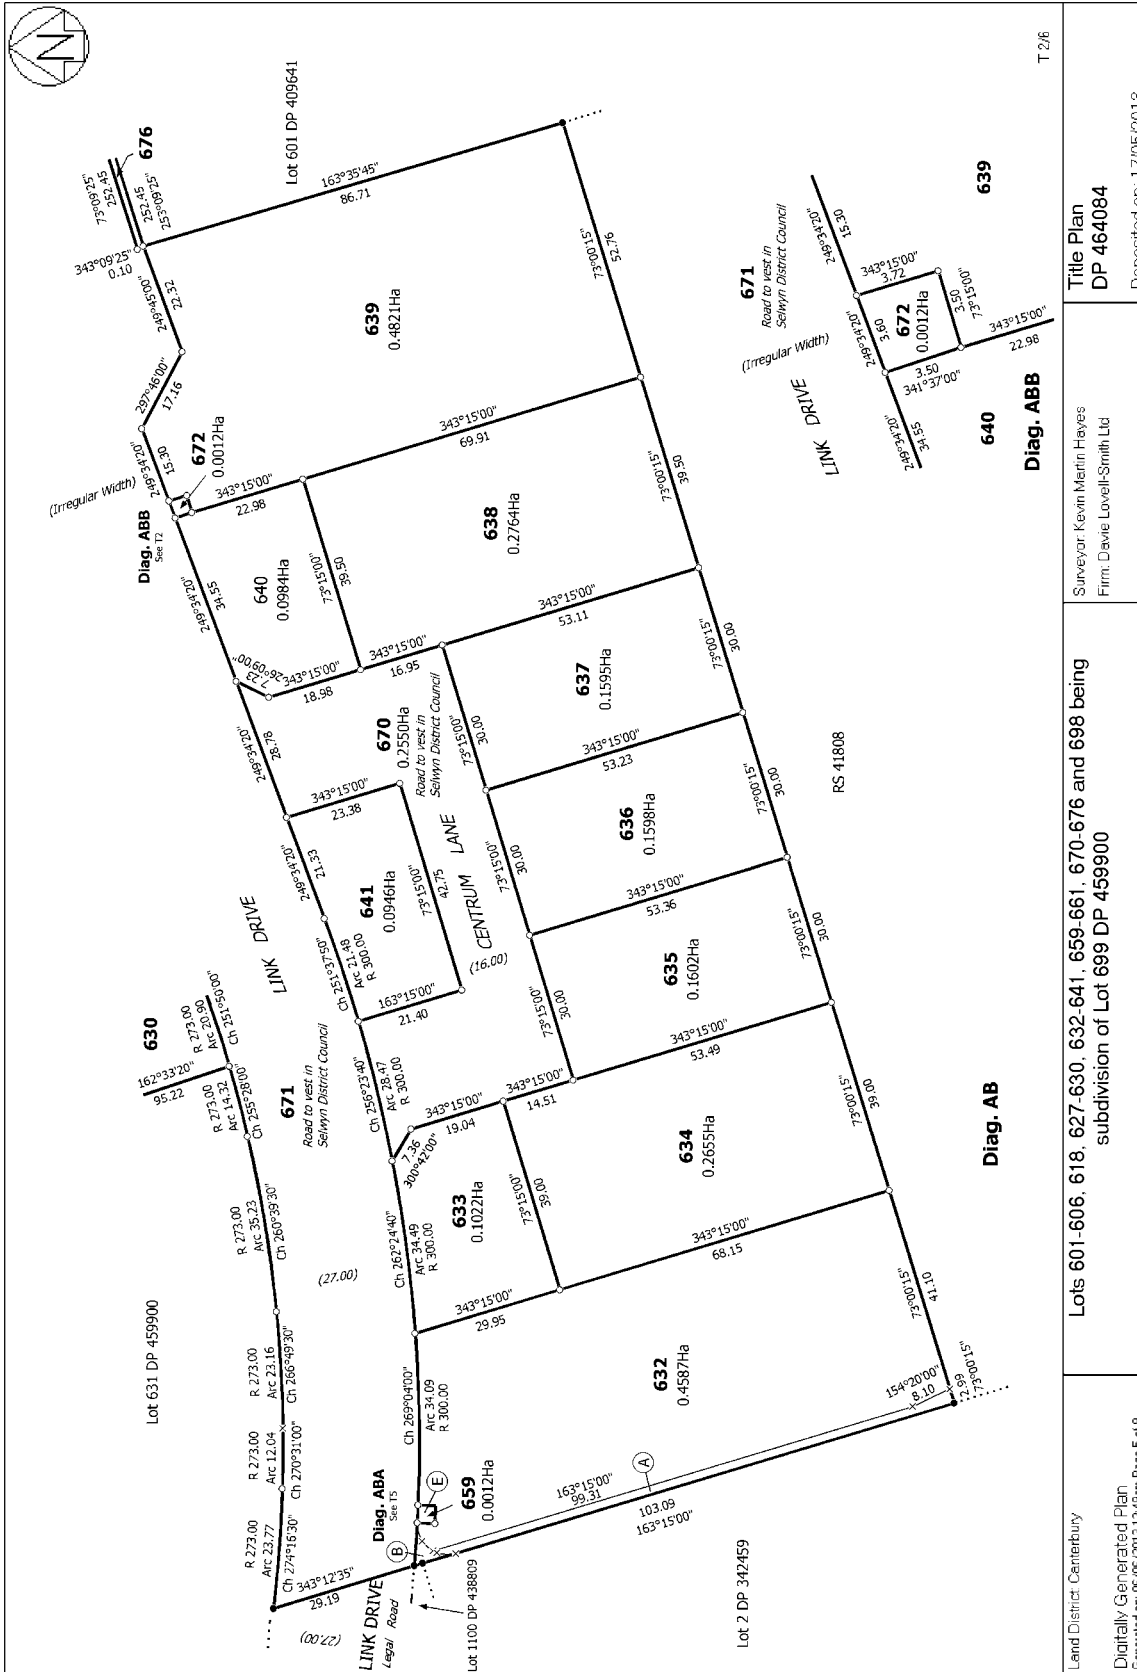 N
T 2/6
676
73°09'25"
252.45
252.45
253°09'25"
343°09'25"
0.10
Lot 601 DP 409641
163°35'45"
86.71
249°45'00"
22.32
297°46'00"
17.16
639
0.4821Ha
73°00'15"
52.76
(Irregular Width)
249°34'20"
15.30
672
0.0012Ha
Diag. ABB
See T2
343°15'00"
22.98
343°15'00"
69.91
249°34'20"
34.55
640
0.0984Ha
73°15'00"
39.50
638
0.2764Ha
73°00'15"
39.50
26°09'00"
7.23
343°15'00"
18.98
343°15'00"
16.95
343°15'00"
53.11
249°34'20"
28.78
670
0.2550Ha
Road to vest in
Selwyn District Council
73°15'00"
30.00
637
0.1595Ha
73°00'15"
30.00
343°15'00"
23.38
343°15'00"
53.23
249°34'20"
21.33
641
0.0946Ha
73°15'00"
42.75
CENTRUM LANE
(16.00)
73°15'00"
30.00
636
0.1598Ha
73°00'15"
30.00
RS 41808
LINK DRIVE
Ch 251°37'50"
Arc 21.48
R 300.00
163°15'00"
21.40
343°15'00"
53.36
630
162°33'20"
95.22
R 273.00
Arc 20.90
Ch 251°50'00"
R 273.00
Arc 14.32
Ch 255°28'00"
671
Road to vest in
Selwyn District Council
Ch 256°23'40"
Arc 28.47
R 300.00
73°15'00"
30.00
635
0.1602Ha
73°00'15"
30.00
343°15'00"
53.49
343°15'00"
14.51
343°15'00"
19.04
7.36
300°42'00"
R 273.00
Arc 35.23
Ch 260°39'30"
(27.00)
Ch 262°24'40"
Arc 34.49
R 300.00
633
0.1022Ha
73°15'00"
39.00
634
0.2655Ha
73°00'15"
39.00
Diag. AB
343°15'00"
29.95
343°15'00"
68.15
Lot 631 DP 459900
R 273.00
Arc 23.16
Ch 266°49'30"
R 273.00
Arc 12.04
Ch 270°31'00"
R 273.00
Arc 23.77
Ch 274°16'30"
Ch 269°04'00"
Arc 34.09
R 300.00
632
0.4587Ha
73°00'15"
41.10
154°20'00"
8.10
2.99
73°00'15"
Diag. ABA
See T5
E
659
0.0012Ha
B
A
163°15'00"
99.31
103.09
163°15'00"
343°12'35"
29.19
(27.00)
LINK DRIVE
Legal Road
Lot 1100 DP 438809
Lot 2 DP 342459
671
Road to vest in
Selwyn District Council
(Irregular Width)
LINK DRIVE
249°34'20"
15.30
249°34'20"
3.60
343°15'00"
3.72
672
0.0012Ha
3.50
73°15'00"
3.50
341°37'00"
249°34'20"
34.55
343°15'00"
22.98
639
640
Diag. ABB
Land District: Canterbury
Digitally Generated Plan
Lots 601-606, 618, 627-630, 632-641, 659-661, 670-676 and 698 being
subdivision of Lot 699 DP 459900
Surveyor: Kevin Martin Hayes
Firm: Davie Lovell-Smith Ltd
Title Plan
DP 464084